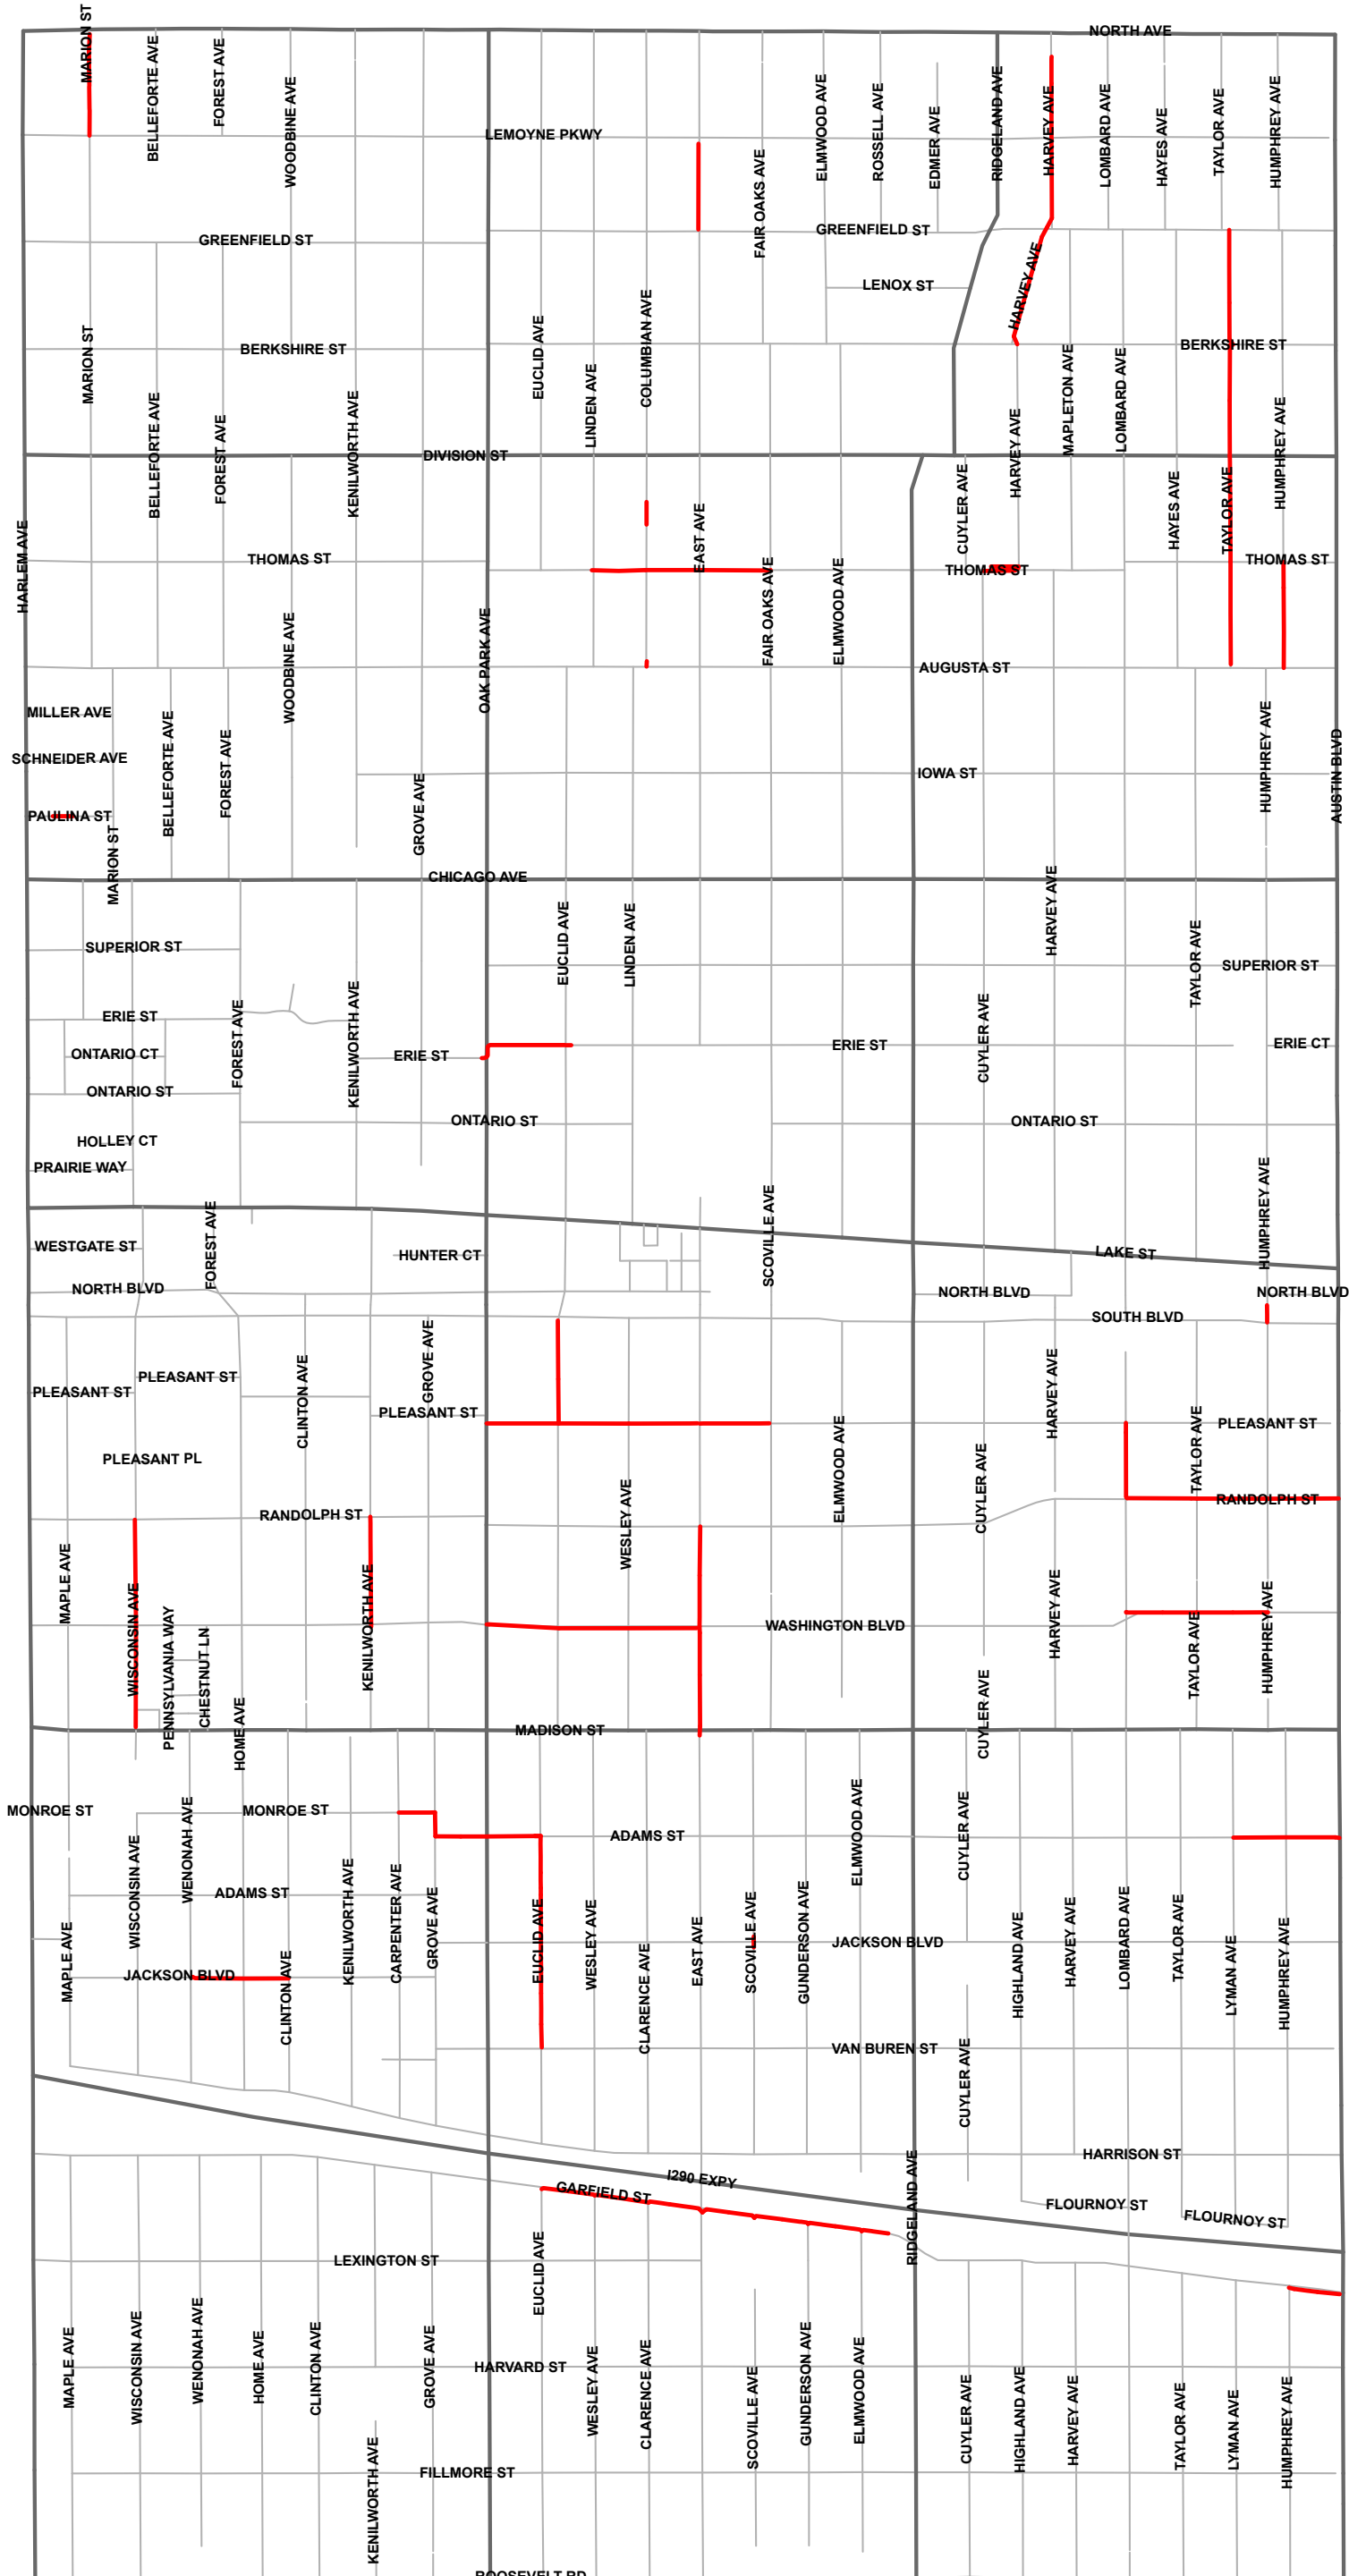 NORTH AVE
MARION ST
BELLEFORTE AVE
FOREST AVE
WOODBINE AVE
LEMOYNE PKWY
FAIR OAKS AVE
ELMWOOD AVE
ROSSELL AVE
EDMER AVE
RIDGELAND AVE
HARVEY AVE
LOMBARD AVE
HAYES AVE
TAYLOR AVE
HUMPHREY AVE
GREENFIELD ST
GREENFIELD ST
LENOX ST
HARVEY AVE
MARION ST
BERKSHIRE ST
EUCLID AVE
LINDEN AVE
COLUMBIAN AVE
BERKSHIRE ST
MAPLETON AVE
LOMBARD AVE
BELLEFORTE AVE
FOREST AVE
KENILWORTH AVE
DIVISION ST
HARVEY AVE
HUMPHREY AVE
CUYLER AVE
HAYES AVE
TAYLOR AVE
HARLEM AVE
THOMAS ST
EAST AVE
THOMAS ST
THOMAS ST
WOODBINE AVE
OAK PARK AVE
FAIR OAKS AVE
ELMWOOD AVE
AUGUSTA ST
MILLER AVE
SCHNEIDER AVE
PAULINA ST
BELLEFORTE AVE
FOREST AVE
GROVE AVE
IOWA ST
HUMPHREY AVE
AUSTIN BLVD
MARION ST
CHICAGO AVE
SUPERIOR ST
EUCLID AVE
LINDEN AVE
HARVEY AVE
TAYLOR AVE
SUPERIOR ST
ERIE ST
ONTARIO CT
FOREST AVE
KENILWORTH AVE
ERIE ST
ERIE ST
CUYLER AVE
ERIE CT
ONTARIO ST
ONTARIO ST
ONTARIO ST
HOLLEY CT
PRAIRIE WAY
WESTGATE ST
FOREST AVE
HUNTER CT
SCOVILLE AVE
LAKE ST
HUMPHREY AVE
NORTH BLVD
NORTH BLVD
NORTH BLVD
SOUTH BLVD
PLEASANT ST
PLEASANT ST
CLINTON AVE
GROVE AVE
PLEASANT ST
HARVEY AVE
PLEASANT ST
PLEASANT PL
ELMWOOD AVE
CUYLER AVE
TAYLOR AVE
RANDOLPH ST
WESLEY AVE
RANDOLPH ST
MAPLE AVE
WISCONSIN AVE
PENNSYLVANIA WAY
CHESTNUT LN
KENILWORTH AVE
WASHINGTON BLVD
HARVEY AVE
TAYLOR AVE
HUMPHREY AVE
HOME AVE
MADISON ST
CUYLER AVE
MONROE ST
MONROE ST
ADAMS ST
WISCONSIN AVE
WENONAH AVE
ADAMS ST
KENILWORTH AVE
CARPENTER AVE
GROVE AVE
EUCLID AVE
WESLEY AVE
CLARENCE AVE
EAST AVE
SCOVILLE AVE
GUNDERSON AVE
ELMWOOD AVE
CUYLER AVE
JACKSON BLVD
HIGHLAND AVE
HARVEY AVE
LOMBARD AVE
TAYLOR AVE
LYMAN AVE
HUMPHREY AVE
MAPLE AVE
JACKSON BLVD
CLINTON AVE
VAN BUREN ST
CUYLER AVE
HARRISON ST
I290 EXPY
GARFIELD ST
RIDGELAND AVE
FLOURNOY ST
FLOURNOY ST
LEXINGTON ST
EUCLID AVE
MAPLE AVE
WISCONSIN AVE
WENONAH AVE
HOME AVE
CLINTON AVE
GROVE AVE
HARVARD ST
WESLEY AVE
CLARENCE AVE
SCOVILLE AVE
GUNDERSON AVE
ELMWOOD AVE
CUYLER AVE
HIGHLAND AVE
HARVEY AVE
TAYLOR AVE
LYMAN AVE
HUMPHREY AVE
KENILWORTH AVE
FILLMORE ST
ROOSEVELT RD